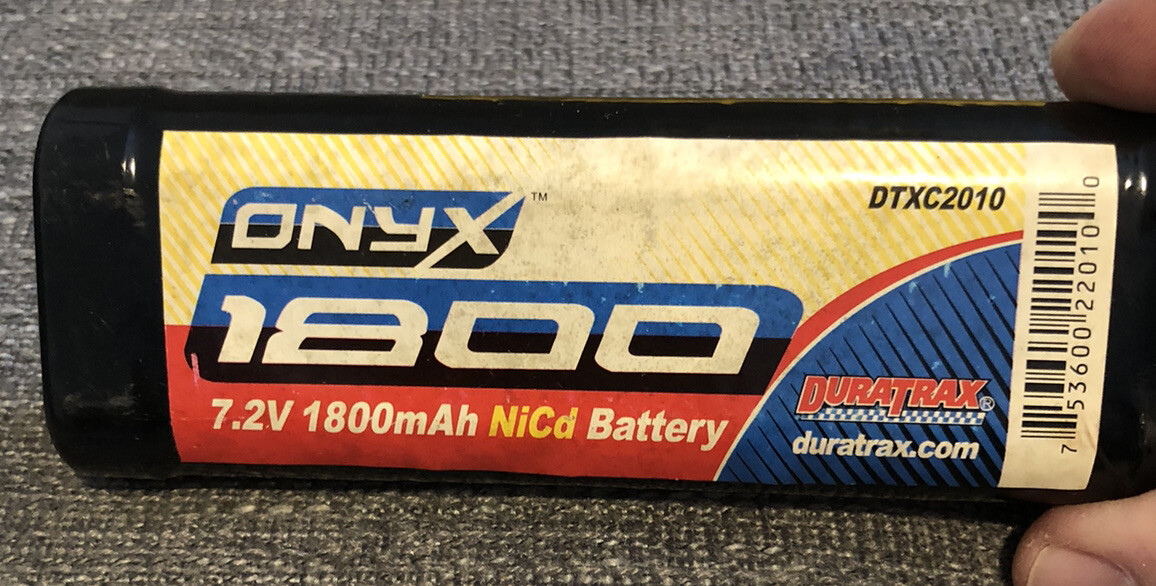 ONYX™
1800
7.2V 1800mAh NiCd Battery
DTXC2010
DURATRAX®
duratrax.com
7 53600 22010 0